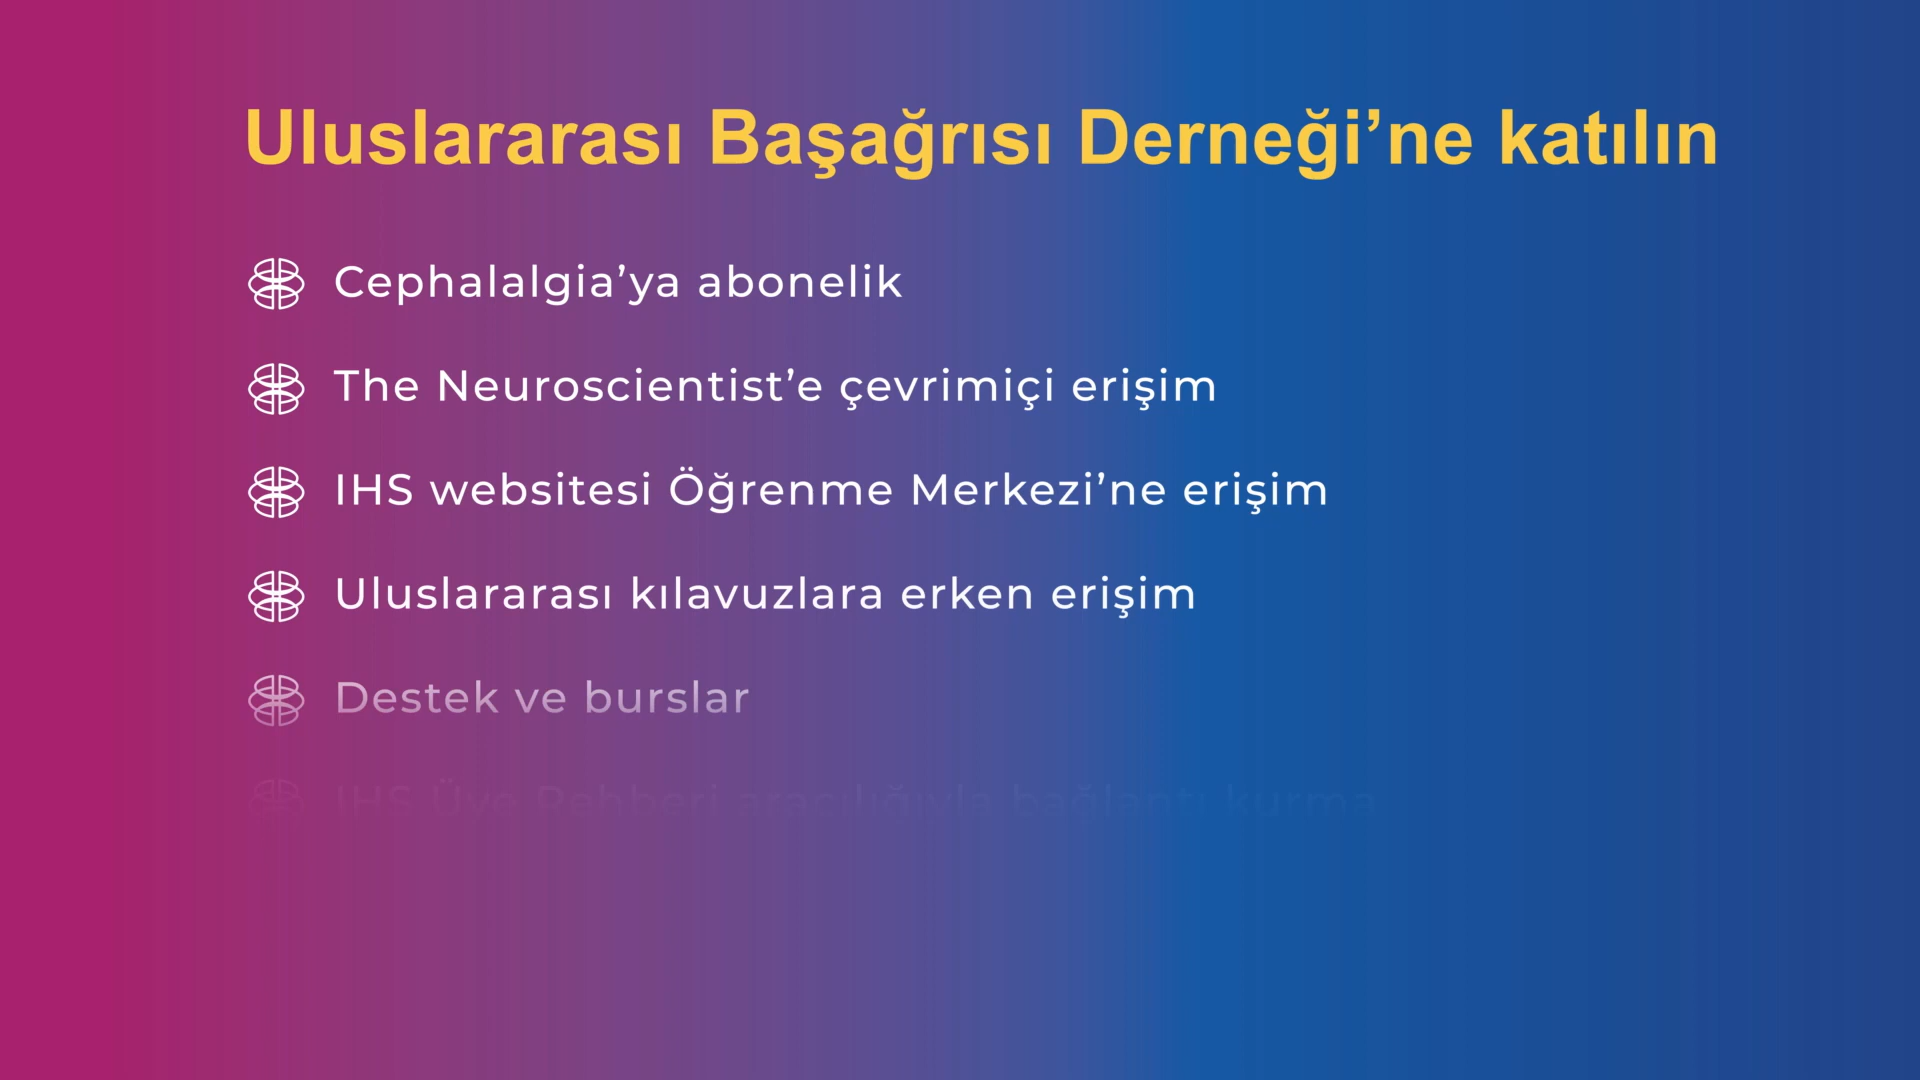 Uluslararası Başağrısı Derneği’ne katılın
Cephalalgia’ya abonelik
The Neuroscientist’e çevrimiçi erişim
IHS websitesi Öğrenme Merkezi’ne erişim
Uluslararası kılavuzlara erken erişim
Destek ve burslar
IHS Üye Rehberi aracılığıyla bağlantı kurma